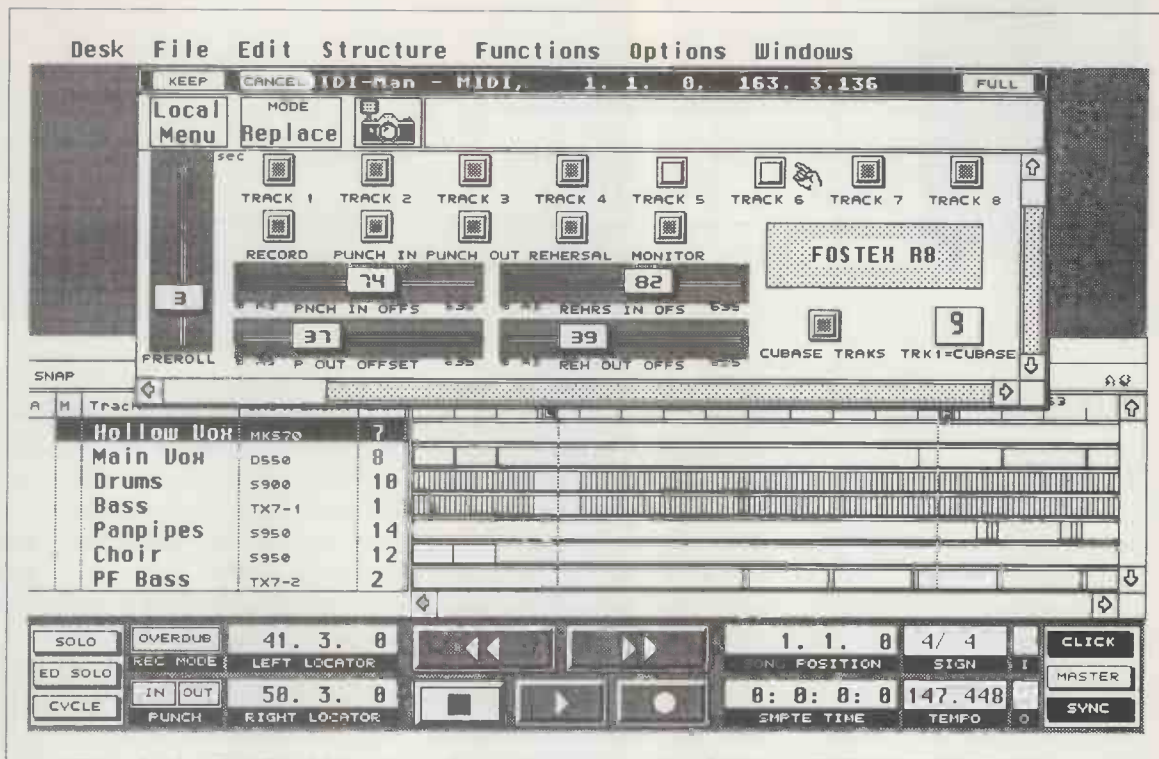 Desk File Edit Structure Functions Options Windows
KEEP CANCEL IDI-Man - MIDI, 1. 1. 0, 163. 3.136 FULL
Local Menu
MODE Replace
sec
TRACK 1 TRACK 2 TRACK 3 TRACK 4 TRACK 5 TRACK 6 TRACK 7 TRACK 8
RECORD PUNCH IN PUNCH OUT REHERSAL MONITOR
FOSTEX R8
74 82
3
PNCH IN OFFS REHRS IN OFS
37 39
9
PREROLL P OUT OFFSET REH OUT OFFS
CUBASE TRAKS TRK1=CUBASE
SNAP
A M Track
Hollow Vox MKS70 7
Main Vox D550 8
Drums S900 10
Bass TX7-1 1
Panpipes S950 14
Choir S950 12
PF Bass TX7-2 2
SOLO OVERDUB 41. 3. 0 1. 1. 0 4/ 4 CLICK
REC MODE LEFT LOCATOR SONG POSITION SIGN I
ED SOLO MASTER
IN OUT 50. 3. 0 0: 0: 0: 0 147.448
CYCLE PUNCH RIGHT LOCATOR SMPTE TIME TEMPO O SYNC